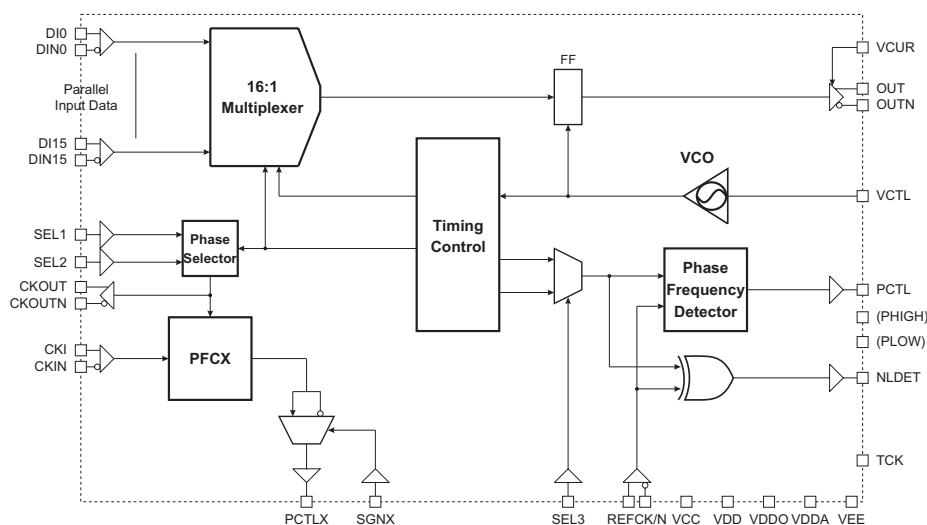 DI0
DIN0
Parallel
Input Data
DI15
DIN15
SEL1
SEL2
CKOUT
CKOUTN
CKI
CKIN
16:1
Multiplexer
Phase
Selector
PFCX
Timing
Control
FF
VCO
Phase
Frequency
Detector
VCUR
OUT
OUTN
VCTL
PCTL
(PHIGH)
(PLOW)
NLDET
TCK
PCTLX
SGNX
SEL3
REFCK/N
VCC
VDD
VDDO
VDDA
VEE